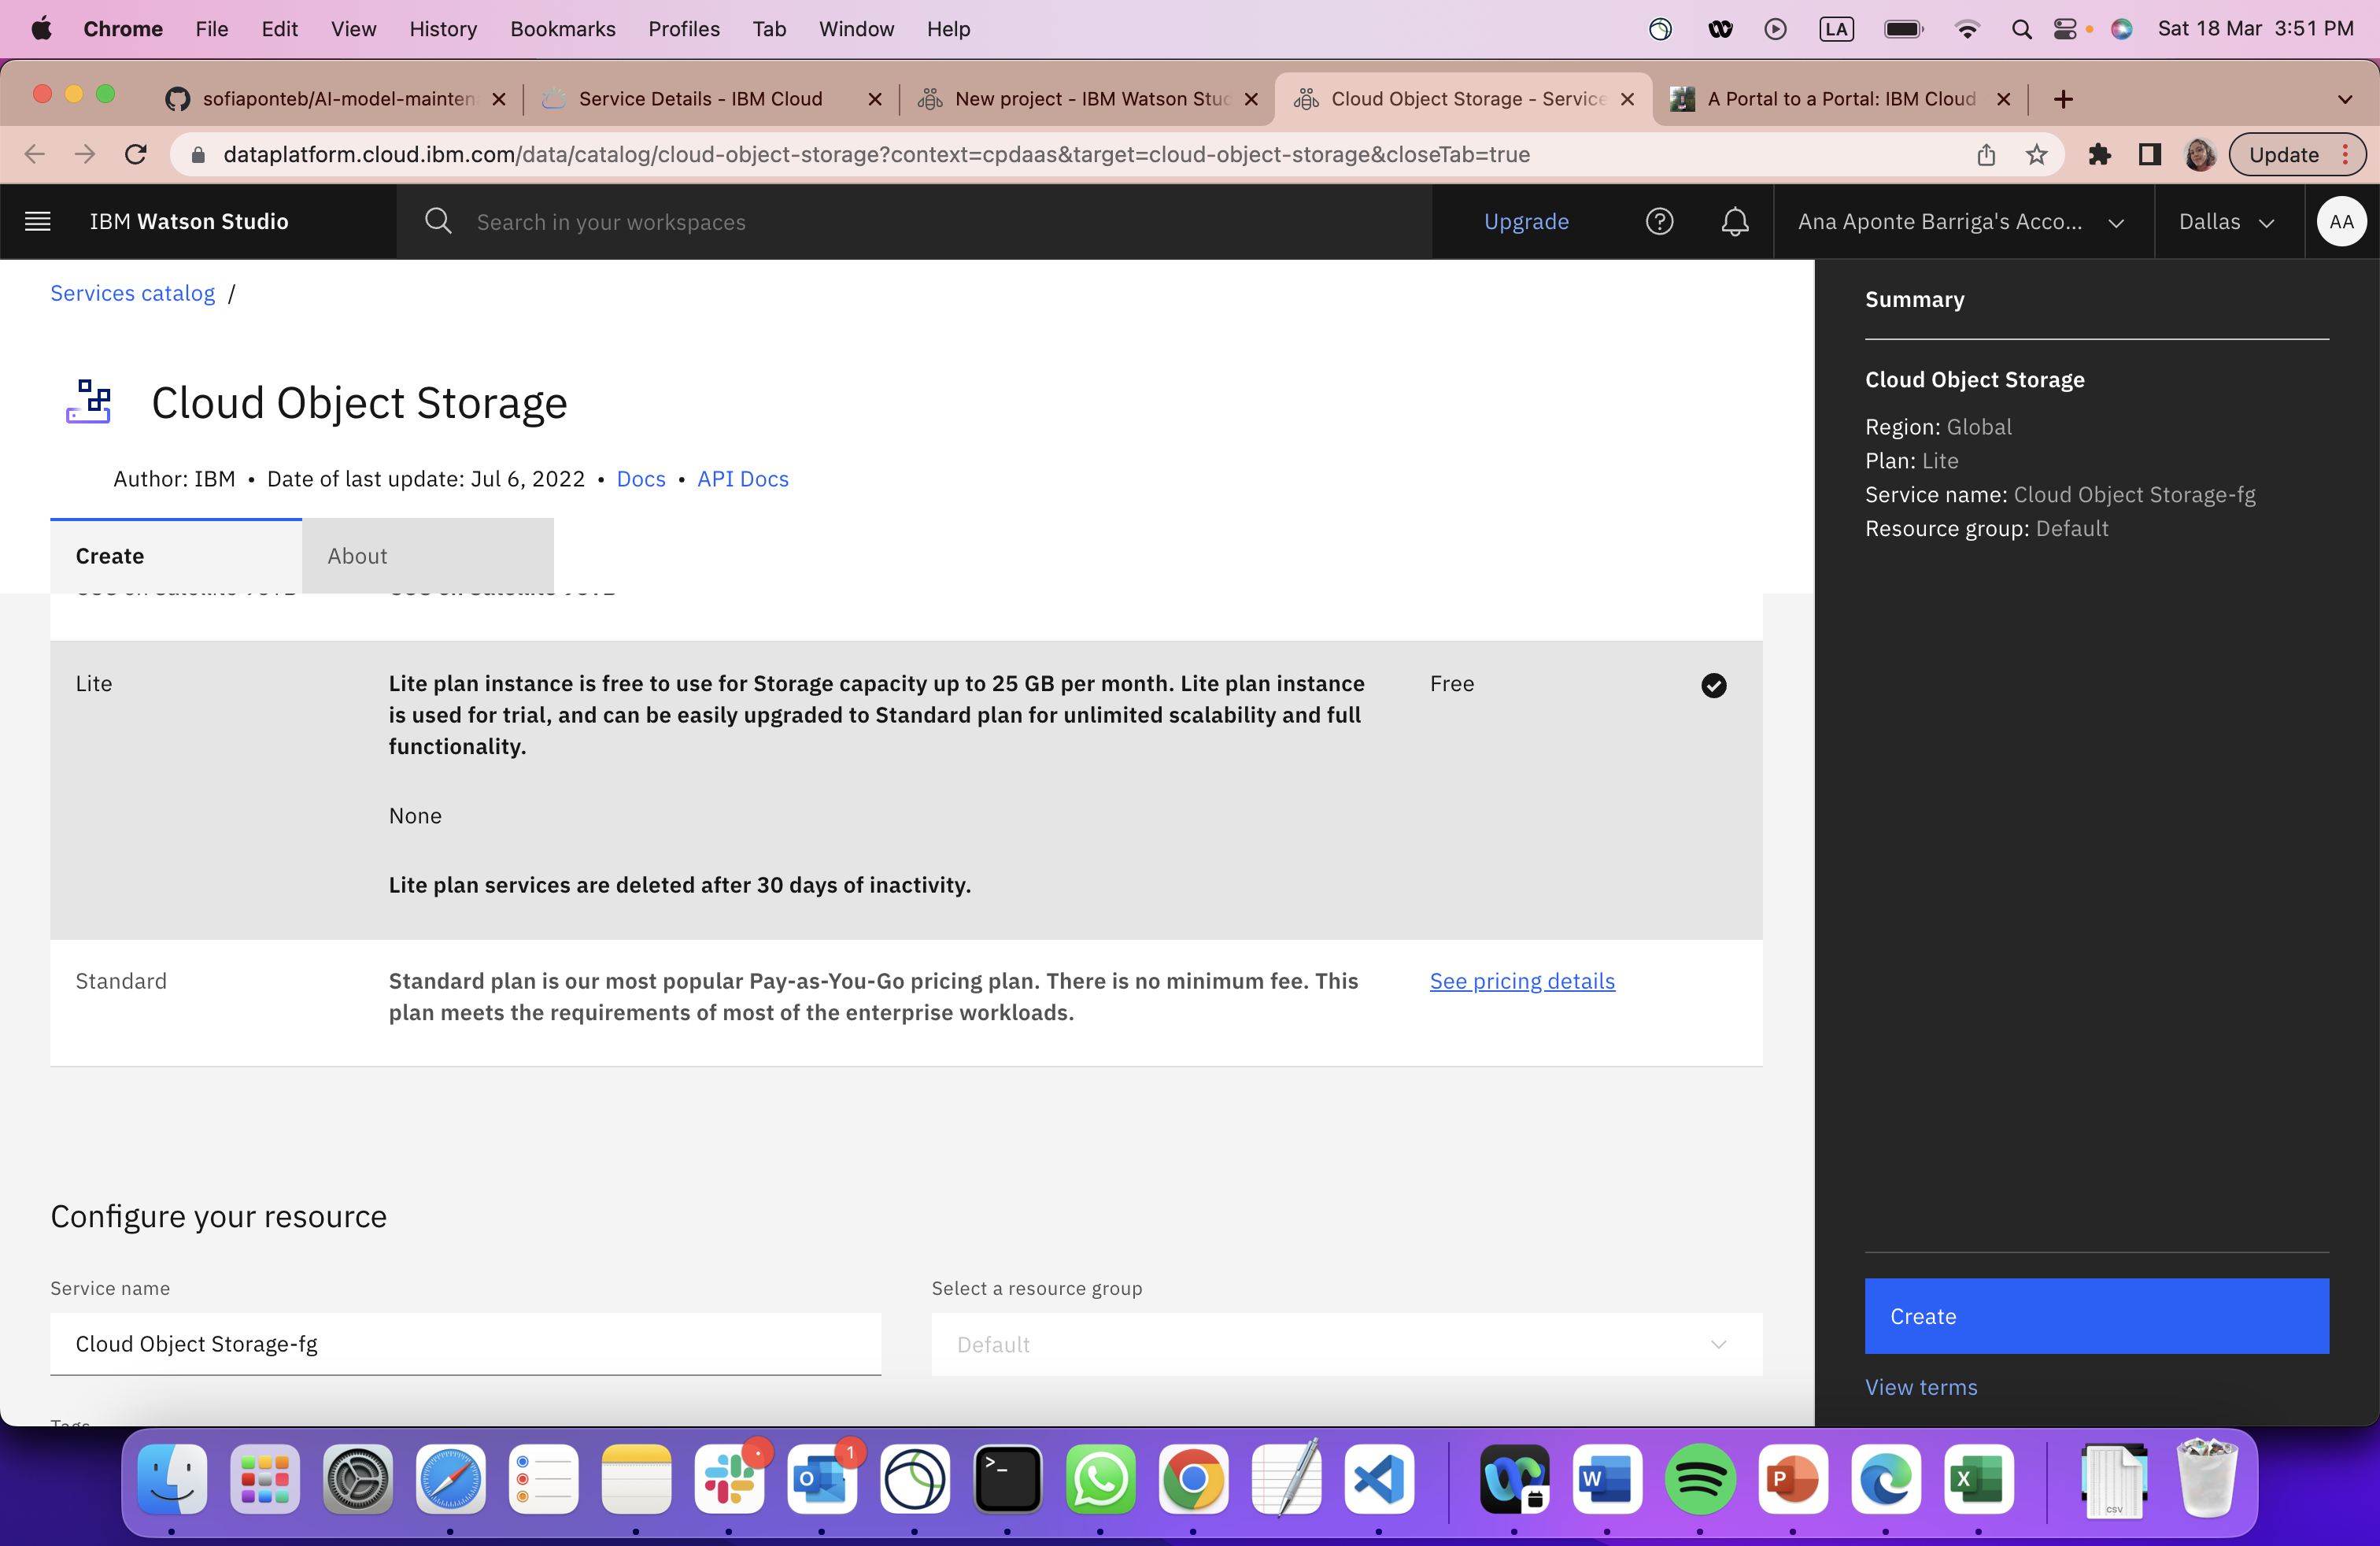 Chrome File Edit View History Bookmarks Profiles Tab Window Help LA Sat 18 Mar 3:51 PM
sofiaponteb/AI-model-mainten Service Details - IBM Cloud New project - IBM Watson Stuc Cloud Object Storage - Service A Portal to a Portal: IBM Cloud
dataplatform.cloud.ibm.com/data/catalog/cloud-object-storage?context=cpdaas&target=cloud-object-storage&closeTab=true Update
IBM Watson Studio Search in your workspaces Upgrade Ana Aponte Barriga's Acco... Dallas AA
Services catalog /
Cloud Object Storage
Author: IBM • Date of last update: Jul 6, 2022 • Docs • API Docs
Create About
Lite Lite plan instance is free to use for Storage capacity up to 25 GB per month. Lite plan instance Free
is used for trial, and can be easily upgraded to Standard plan for unlimited scalability and full
functionality.
None
Lite plan services are deleted after 30 days of inactivity.
Standard Standard plan is our most popular Pay-as-You-Go pricing plan. There is no minimum fee. This See pricing details
plan meets the requirements of most of the enterprise workloads.
Configure your resource
Service name Select a resource group
Cloud Object Storage-fg Default
Summary
Cloud Object Storage
Region: Global
Plan: Lite
Service name: Cloud Object Storage-fg
Resource group: Default
Create
View terms
1
CSV